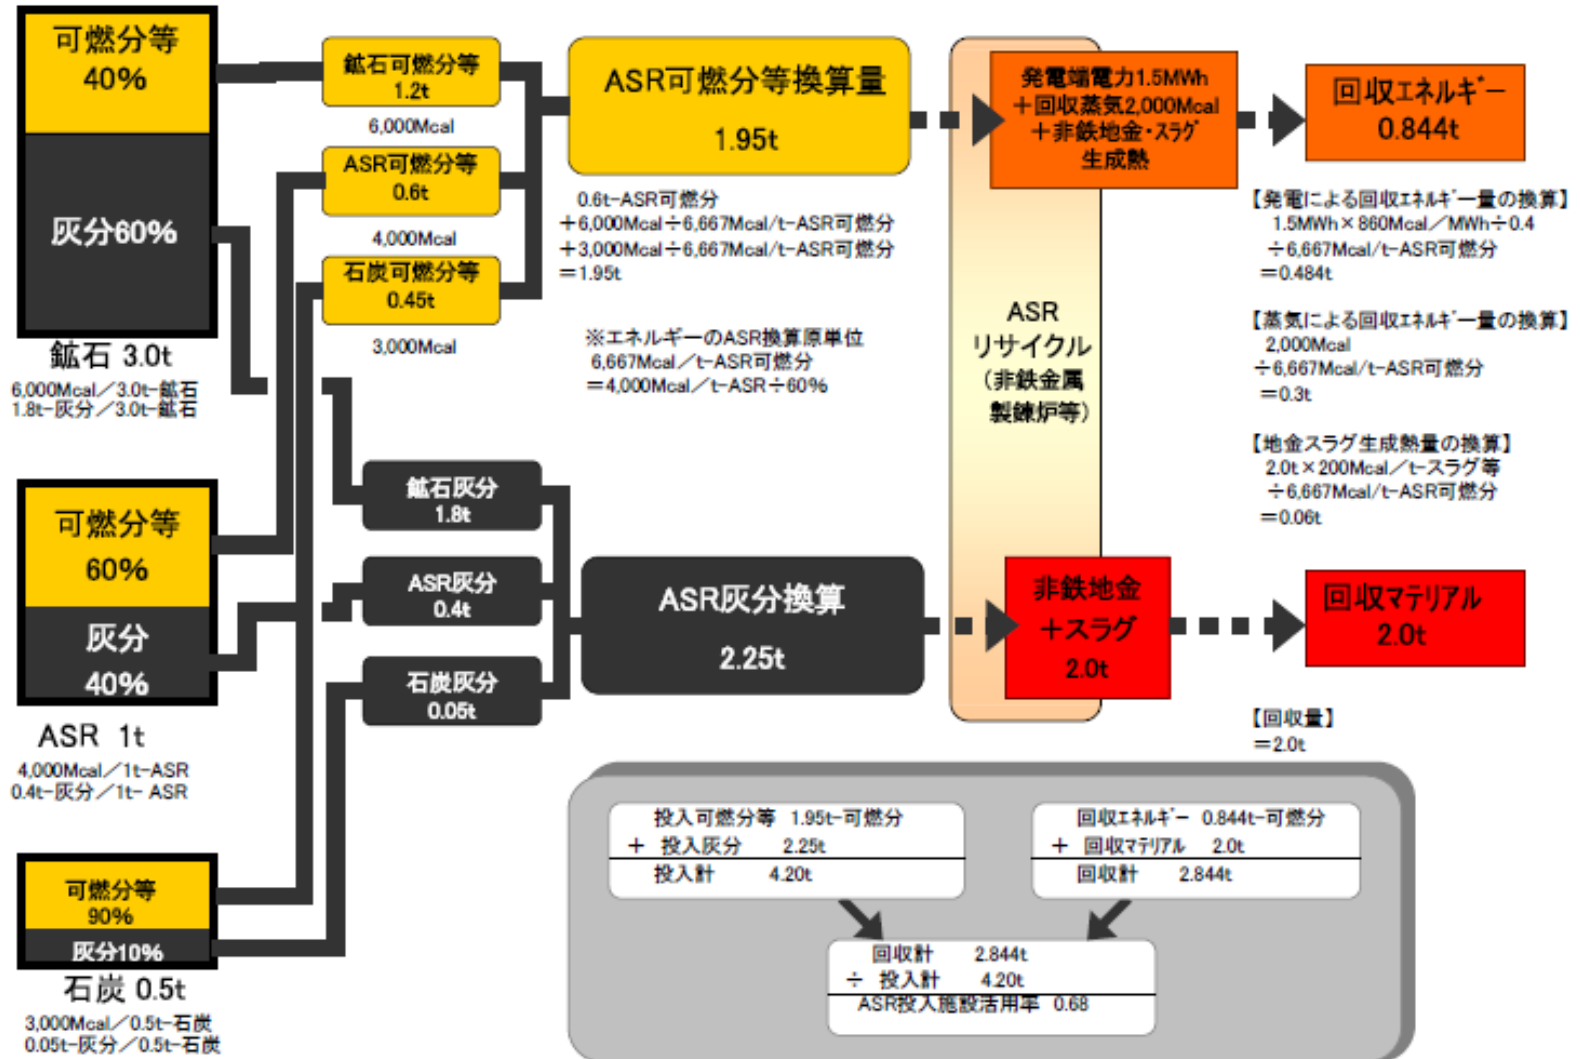 可燃分等
40%
灰分60%
鉱石 3.0t
6,000Mcal／3.0t-鉱石
1.8t-灰分／3.0t-鉱石
可燃分等
60%
灰分
40%
ASR 1t
4,000Mcal／1t-ASR
0.4t-灰分／1t- ASR
可燃分等
90%
灰分10%
石炭 0.5t
3,000Mcal／0.5t-石炭
0.05t-灰分／0.5t-石炭
鉱石可燃分等
1.2t
6,000Mcal
ASR可燃分等
0.6t
4,000Mcal
石炭可燃分等
0.45t
3,000Mcal
鉱石灰分
1.8t
ASR灰分
0.4t
石炭灰分
0.05t
ASR可燃分等換算量
1.95t
0.6t-ASR可燃分
＋6,000Mcal÷6,667Mcal/t-ASR可燃分
＋3,000Mcal÷6,667Mcal/t-ASR可燃分
＝1.95t
※エネルギーのASR換算原単位
6,667Mcal／t-ASR可燃分
＝4,000Mcal／t-ASR÷60%
ASR灰分換算
2.25t
ASR
リサイクル
（非鉄金属
製錬炉等）
発電端電力1.5MWh
＋回収蒸気2,000Mcal
＋非鉄地金・スラグ
生成熱
非鉄地金
＋スラグ
2.0t
回収エネルギー
0.844t
【発電による回収エネルギー量の換算】
1.5MWh×860Mcal／MWh÷0.4
÷6,667Mcal/t-ASR可燃分
＝0.484t
【蒸気による回収エネルギー量の換算】
2,000Mcal
÷6,667Mcal/t-ASR可燃分
＝0.3t
【地金スラグ生成熱量の換算】
2.0t×200Mcal／t-スラグ等
÷6,667Mcal/t-ASR可燃分
＝0.06t
回収マテリアル
2.0t
【回収量】
＝2.0t
投入可燃分等 1.95t-可燃分
＋ 投入灰分 2.25t
投入計 4.20t
回収エネルギー 0.844t-可燃分
＋ 回収マテリアル 2.0t
回収計 2.844t
回収計 2.844t
÷ 投入計 4.20t
ASR投入施設活用率 0.68